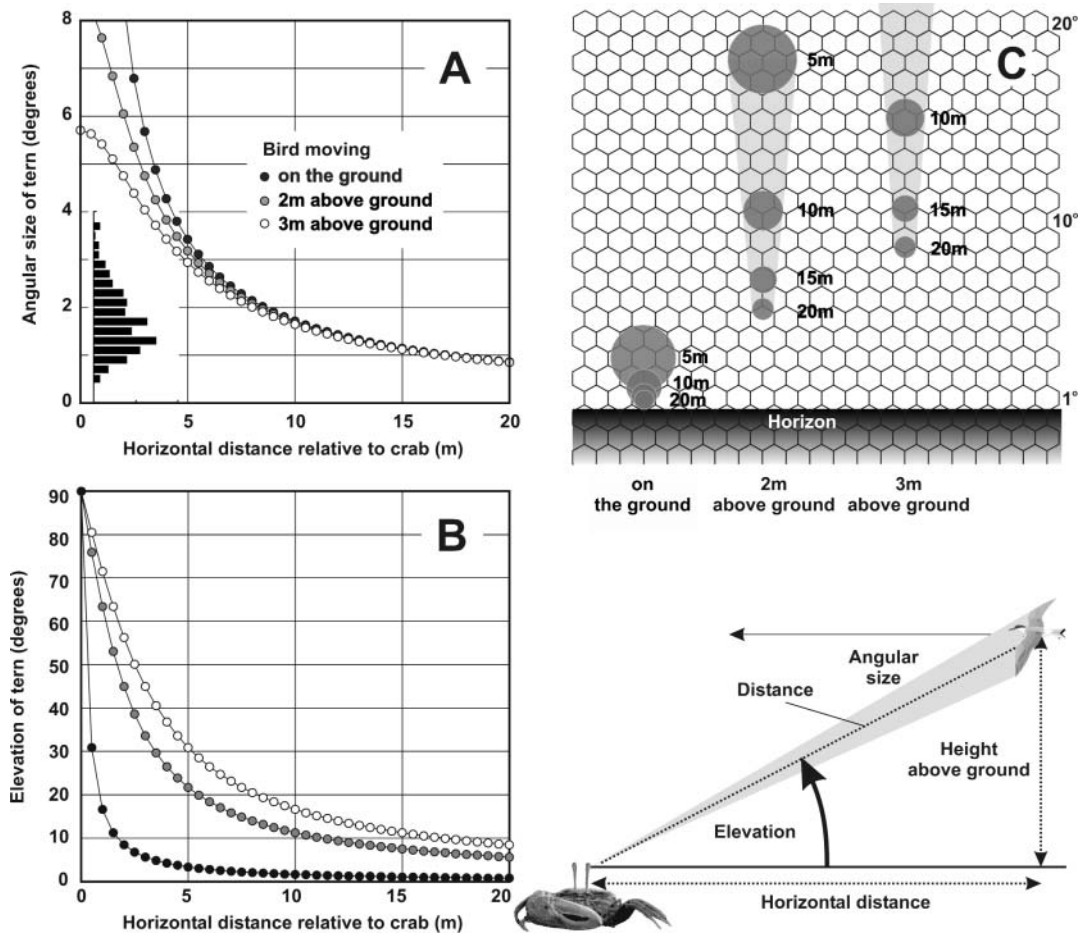 A
Angular size of tern (degrees)
8
6
4
2
0
Bird moving
on the ground
2m above ground
3m above ground
0
5
10
15
20
Horizontal distance relative to crab (m)
C
20°
10°
1°
5m
10m
15m
20m
10m
15m
20m
5m
10m
20m
Horizon
on
the ground
2m
above ground
3m
above ground
B
Elevation of tern (degrees)
90
80
70
60
50
40
30
20
10
0
0
5
10
15
20
Horizontal distance relative to crab (m)
Angular
size
Distance
Height
above ground
Elevation
Horizontal distance